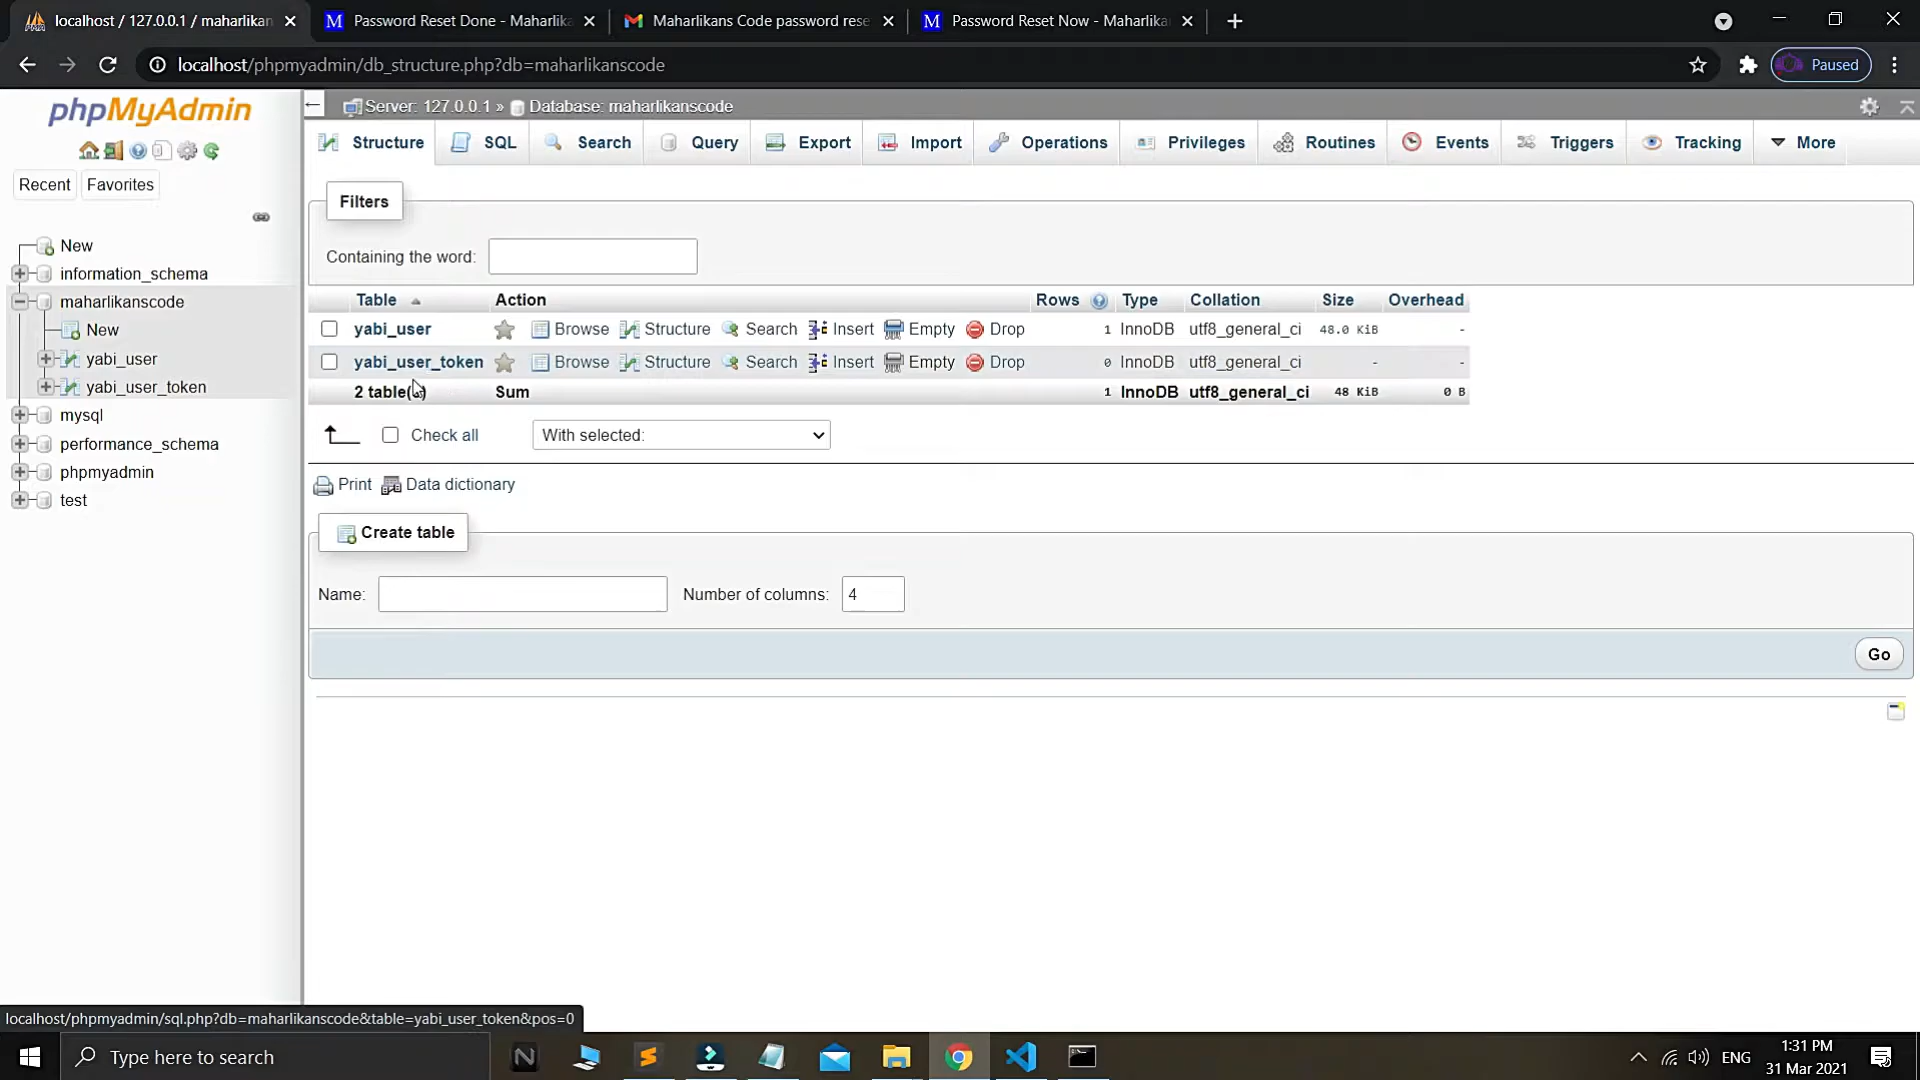 localhost / 127.0.0.1 / maharlikan
Password Reset Done - Maharlika
Maharlikans Code password rese
Password Reset Now - Maharlika
localhost/phpmyadmin/db_structure.php?db=maharlikanscode
Paused
phpMyAdmin
Recent
Favorites
New
information_schema
maharlikanscode
New
yabi_user
yabi_user_token
mysql
performance_schema
phpmyadmin
test
Server: 127.0.0.1 » Database: maharlikanscode
Structure SQL Search Query Export Import Operations Privileges Routines Events Triggers Tracking More
Filters
Containing the word:
Table Action Rows Type Collation Size Overhead
yabi_user Browse Structure Search Insert Empty Drop 1 InnoDB utf8_general_ci 48.0 KiB -
yabi_user_token Browse Structure Search Insert Empty Drop 0 InnoDB utf8_general_ci - -
2 table(s) Sum 1 InnoDB utf8_general_ci 48 KiB 0 B
Check all With selected:
Print Data dictionary
Create table
Name: Number of columns: 4
Go
localhost/phpmyadmin/sql.php?db=maharlikanscode&table=yabi_user_token&pos=0
Type here to search
ENG
1:31 PM
31 Mar 2021